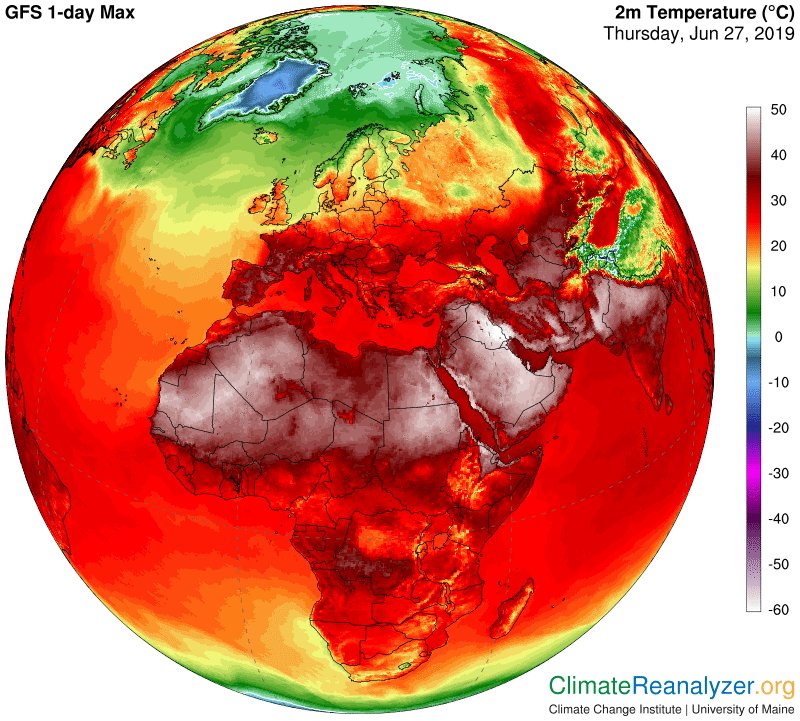 GFS 1-day Max
2m Temperature (°C)
Thursday, Jun 27, 2019
50
40
30
20
10
0
-10
-20
-30
-40
-50
-60
ClimateReanalyzer.org
Climate Change Institute | University of Maine